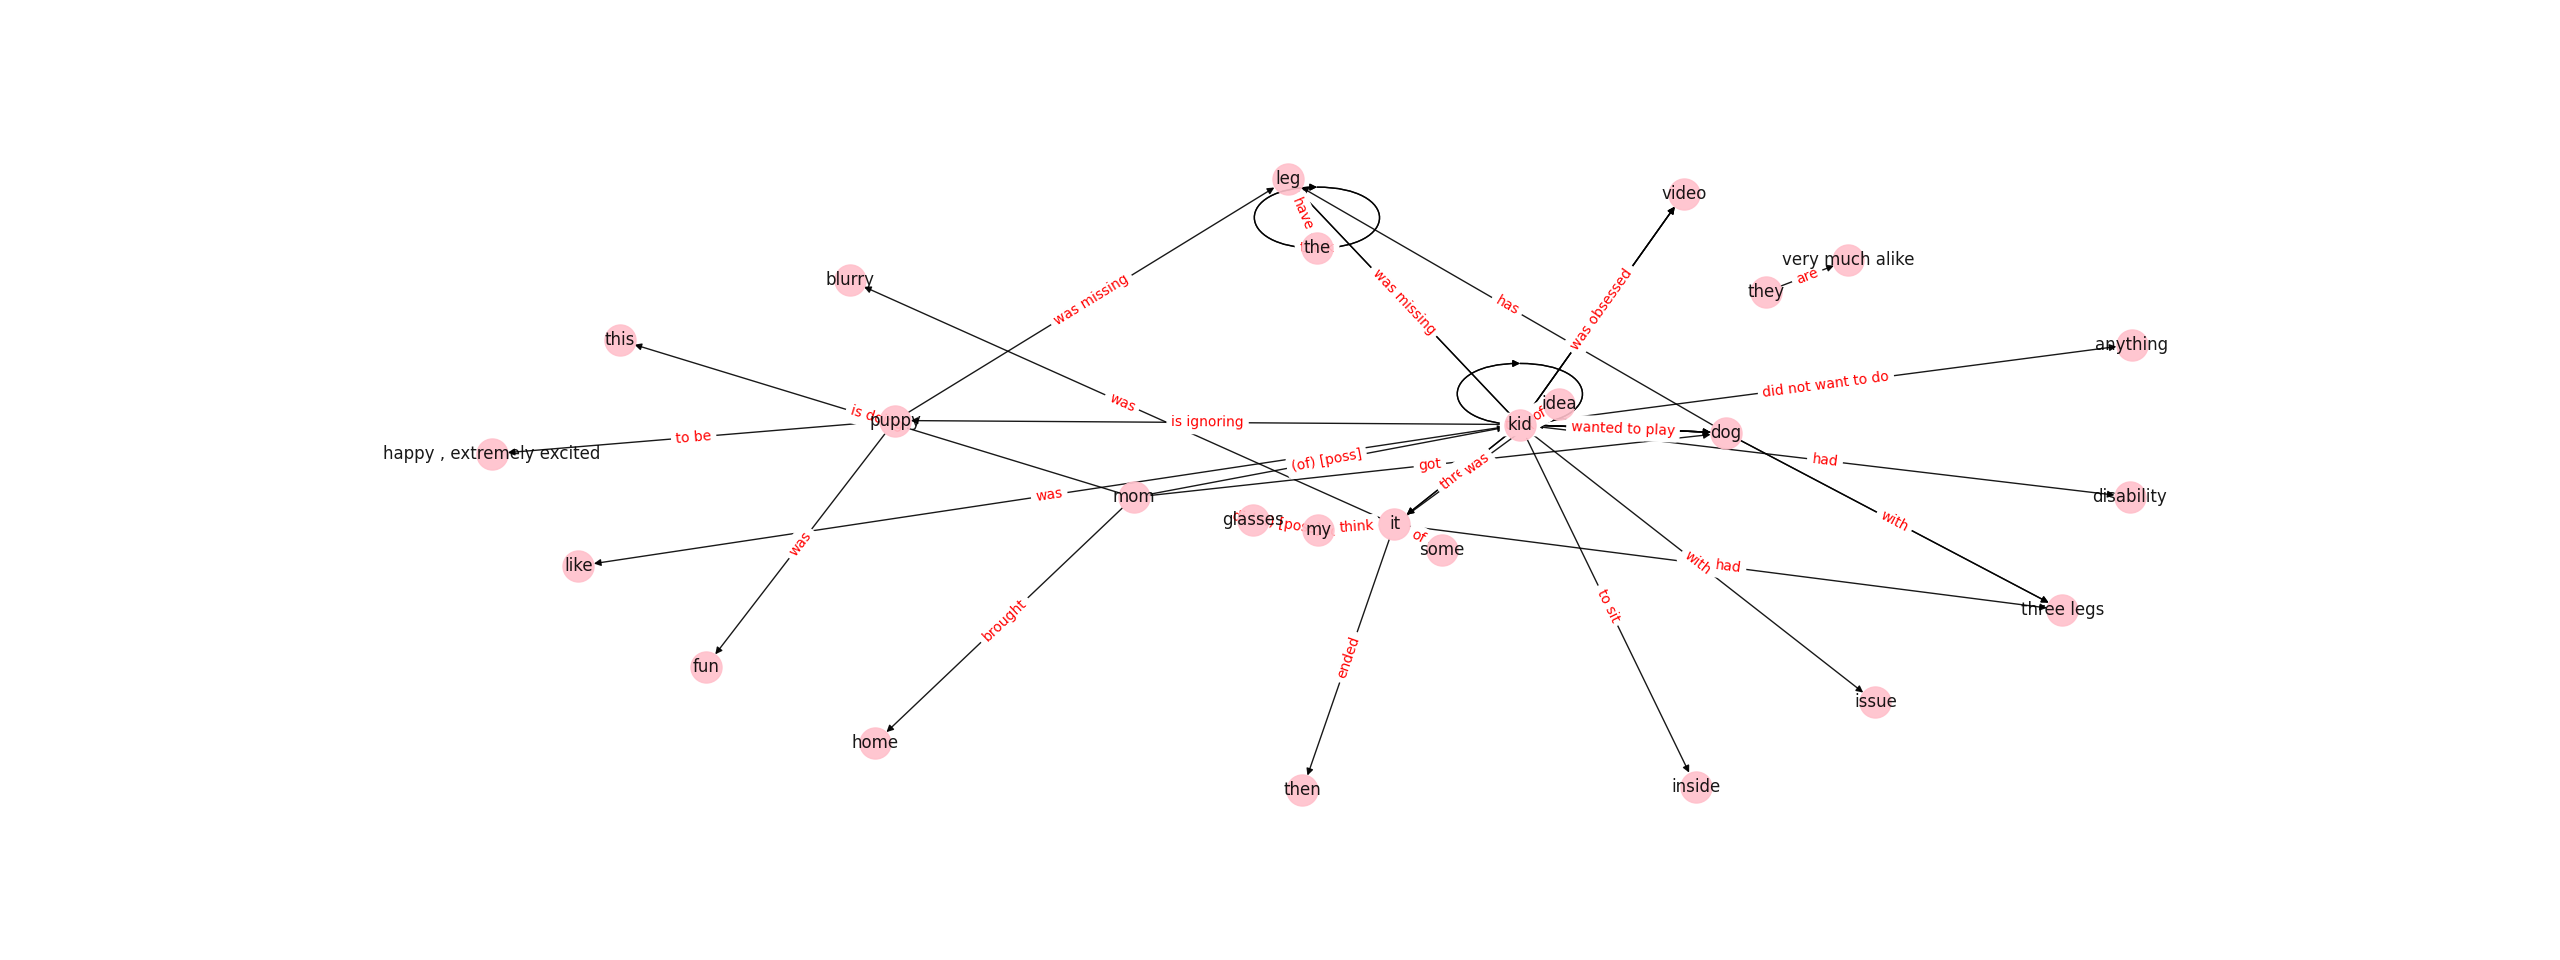 leg
video
have
the
very much alike
are
they
blurry
was missing
was missing
has
was obsessed
this
anything
did not want to do
was
idea
of
puppy
is ignoring
kid
wanted to play
dog
to be
happy , extremely excited
(of) [poss]
got
was
had
mom
was
disability
glasses
my
think
it
of
some
with
was
like
with
had
to sit
three legs
brought
ended
fun
issue
home
then
inside